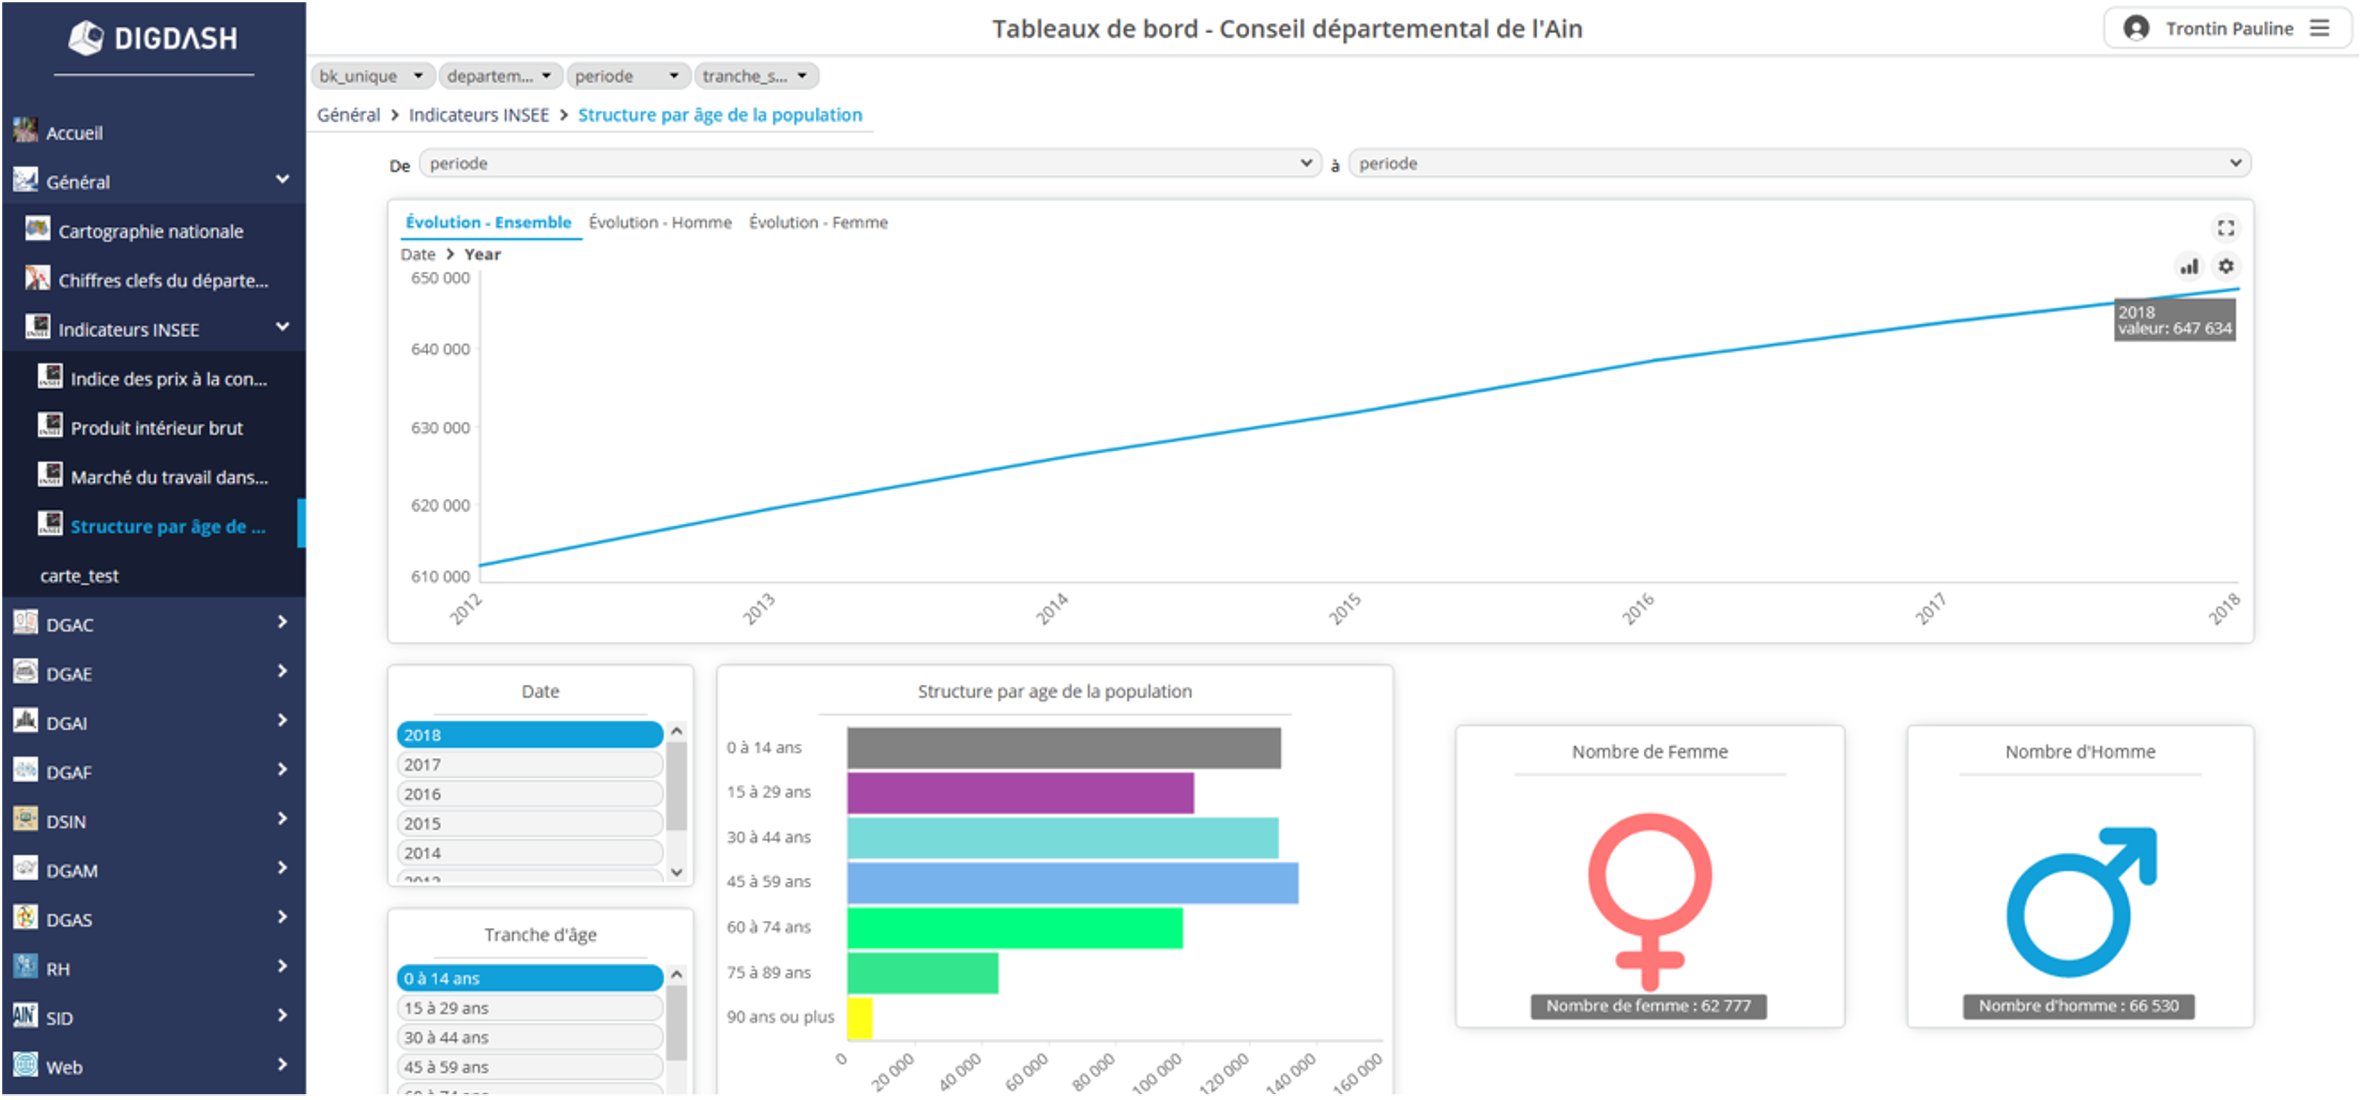 DIGDASH
Tableaux de bord - Conseil départemental de l'Ain
Trontin Pauline
bk_unique
departem...
periode
tranche_s...
Général > Indicateurs INSEE > Structure par âge de la population
Accueil
Général
Cartographie nationale
Chiffres clefs du départe...
Indicateurs INSEE
Indice des prix à la con...
Produit intérieur brut
Marché du travail dans...
Structure par âge de ...
carte_test
DGAC
DGAE
DGAI
DGAF
DSIN
DGAM
DGAS
RH
AIN
SID
Web
De
periode
à
periode
Évolution - Ensemble
Évolution - Homme
Évolution - Femme
Date > Year
650 000
640 000
630 000
620 000
610 000
2018
valeur: 647 634
2012
2013
2014
2015
2016
2017
2018
Date
2018
2017
2016
2015
2014
Tranche d'âge
0 à 14 ans
15 à 29 ans
30 à 44 ans
45 à 59 ans
Structure par age de la population
0 à 14 ans
15 à 29 ans
30 à 44 ans
45 à 59 ans
60 à 74 ans
75 à 89 ans
90 ans ou plus
0
20 000
40 000
60 000
80 000
100 000
120 000
140 000
160 000
Nombre de Femme
Nombre de femme : 62 777
Nombre d'Homme
Nombre d'homme : 66 530